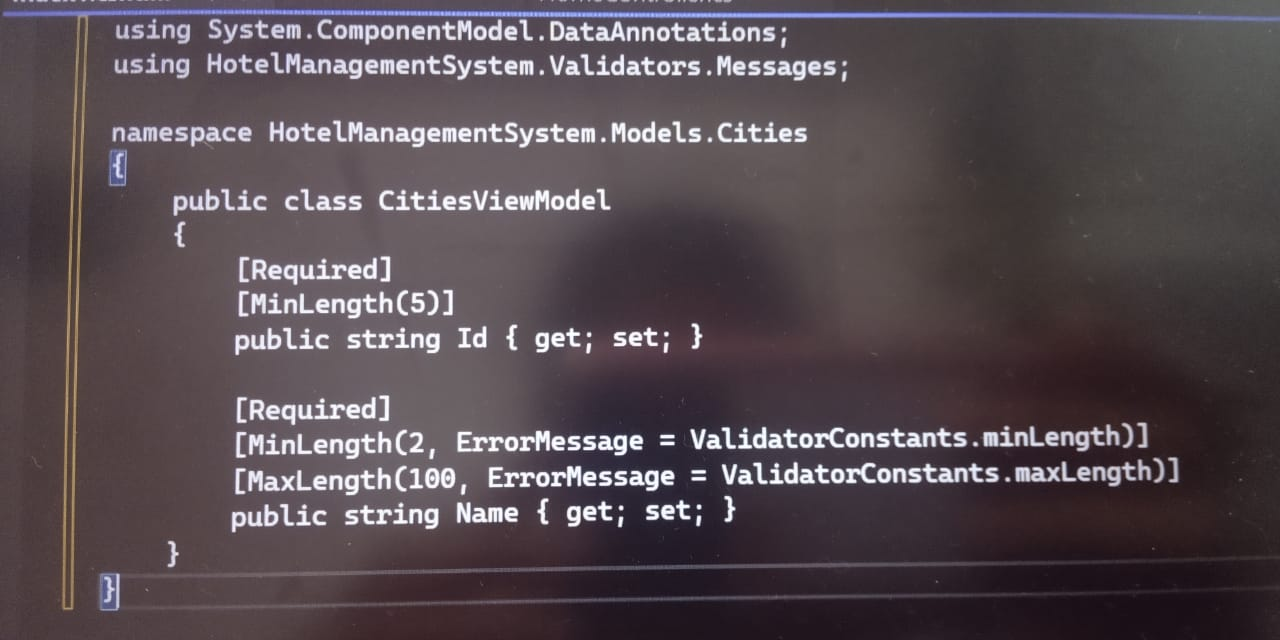 using System.ComponentModel.DataAnnotations;
using HotelManagementSystem.Validators.Messages;

namespace HotelManagementSystem.Models.Cities
{
    public class CitiesViewModel
    {
        [Required]
        [MinLength(5)]
        public string Id { get; set; }

        [Required]
        [MinLength(2, ErrorMessage = ValidatorConstants.minLength)]
        [MaxLength(100, ErrorMessage = ValidatorConstants.maxLength)]
        public string Name { get; set; }
    }
}